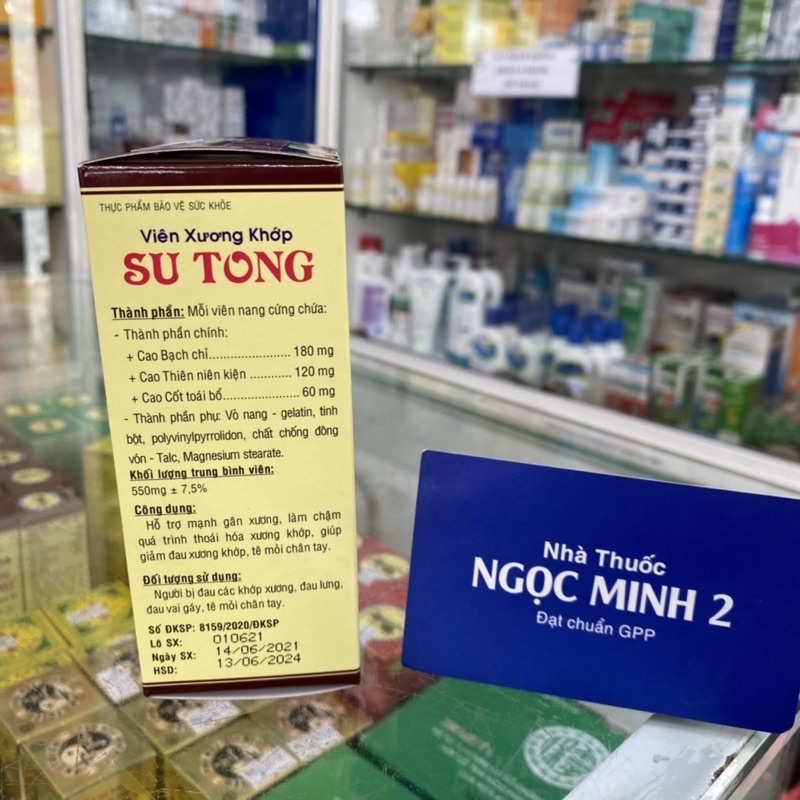 THỰC PHẨM BẢO VỆ SỨC KHỎE
Viên Xương Khớp
SU TONG
Thành phần: Mỗi viên nang cứng chứa:
- Thành phần chính:
+ Cao Bạch chỉ....................... 180 mg
+ Cao Thiên niên kiện ............ 120 mg
+ Cao Cốt toái bổ...................... 60 mg
- Thành phần phụ: Vỏ nang - gelatin, tinh
bột, polyvinylpyrrolidon, chất chống đông
vón - Talc, Magnesium stearate.
Khối lượng trung bình viên:
550mg ± 7,5%
Công dụng:
Hỗ trợ mạnh gân xương, làm chậm
quá trình thoái hóa xương khớp, giúp
giảm đau xương khớp, tê mỏi chân tay.
Đối tượng sử dụng:
Người bị đau các khớp xương, đau lưng,
đau vai gáy, tê mỏi chân tay.
Số ĐKSP: 8159/2020/ĐKSP
Lô SX: 010621
Ngày SX: 14/06/2021
HSD: 13/06/2024
Nhà Thuốc
NGỌC MINH 2
Đạt chuẩn GPP